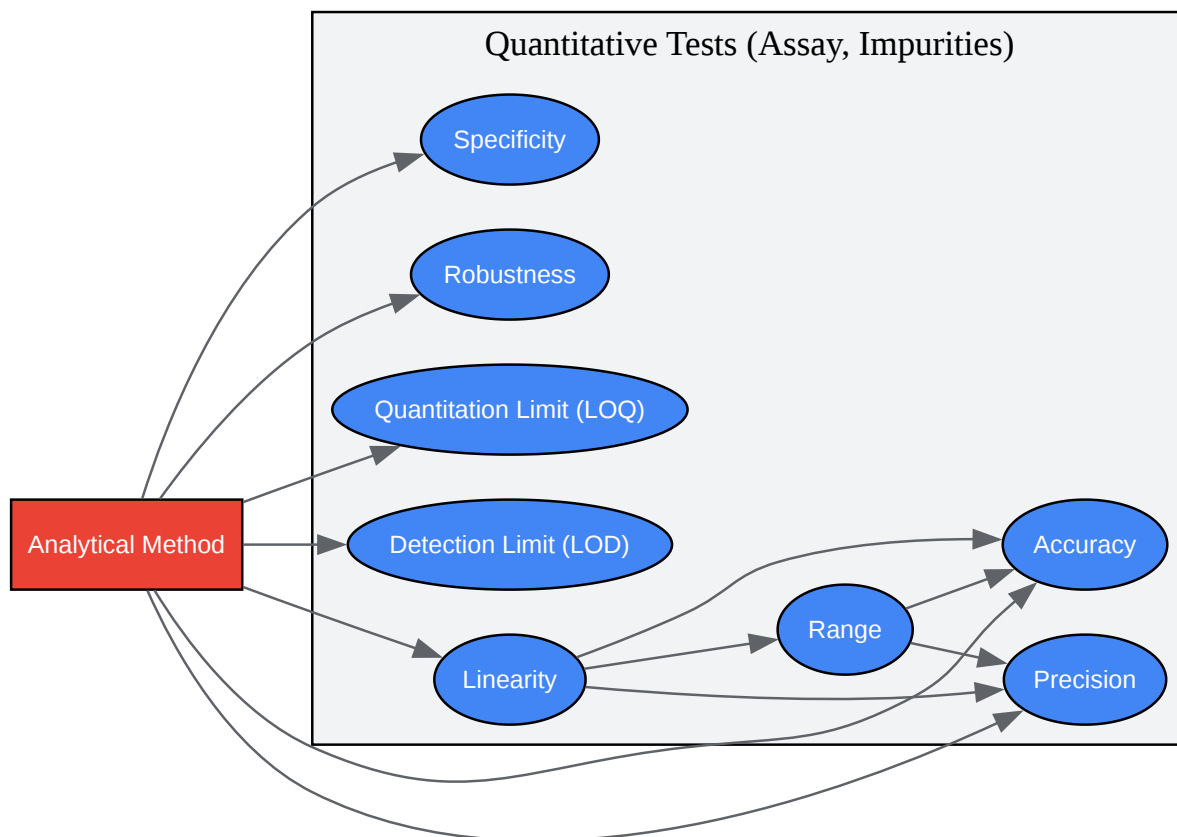 Quantitative Tests (Assay, Impurities)
Specificity
Robustness
Quantitation Limit (LOQ)
Analytical Method
Detection Limit (LOD)
Accuracy
Range
Linearity
Precision